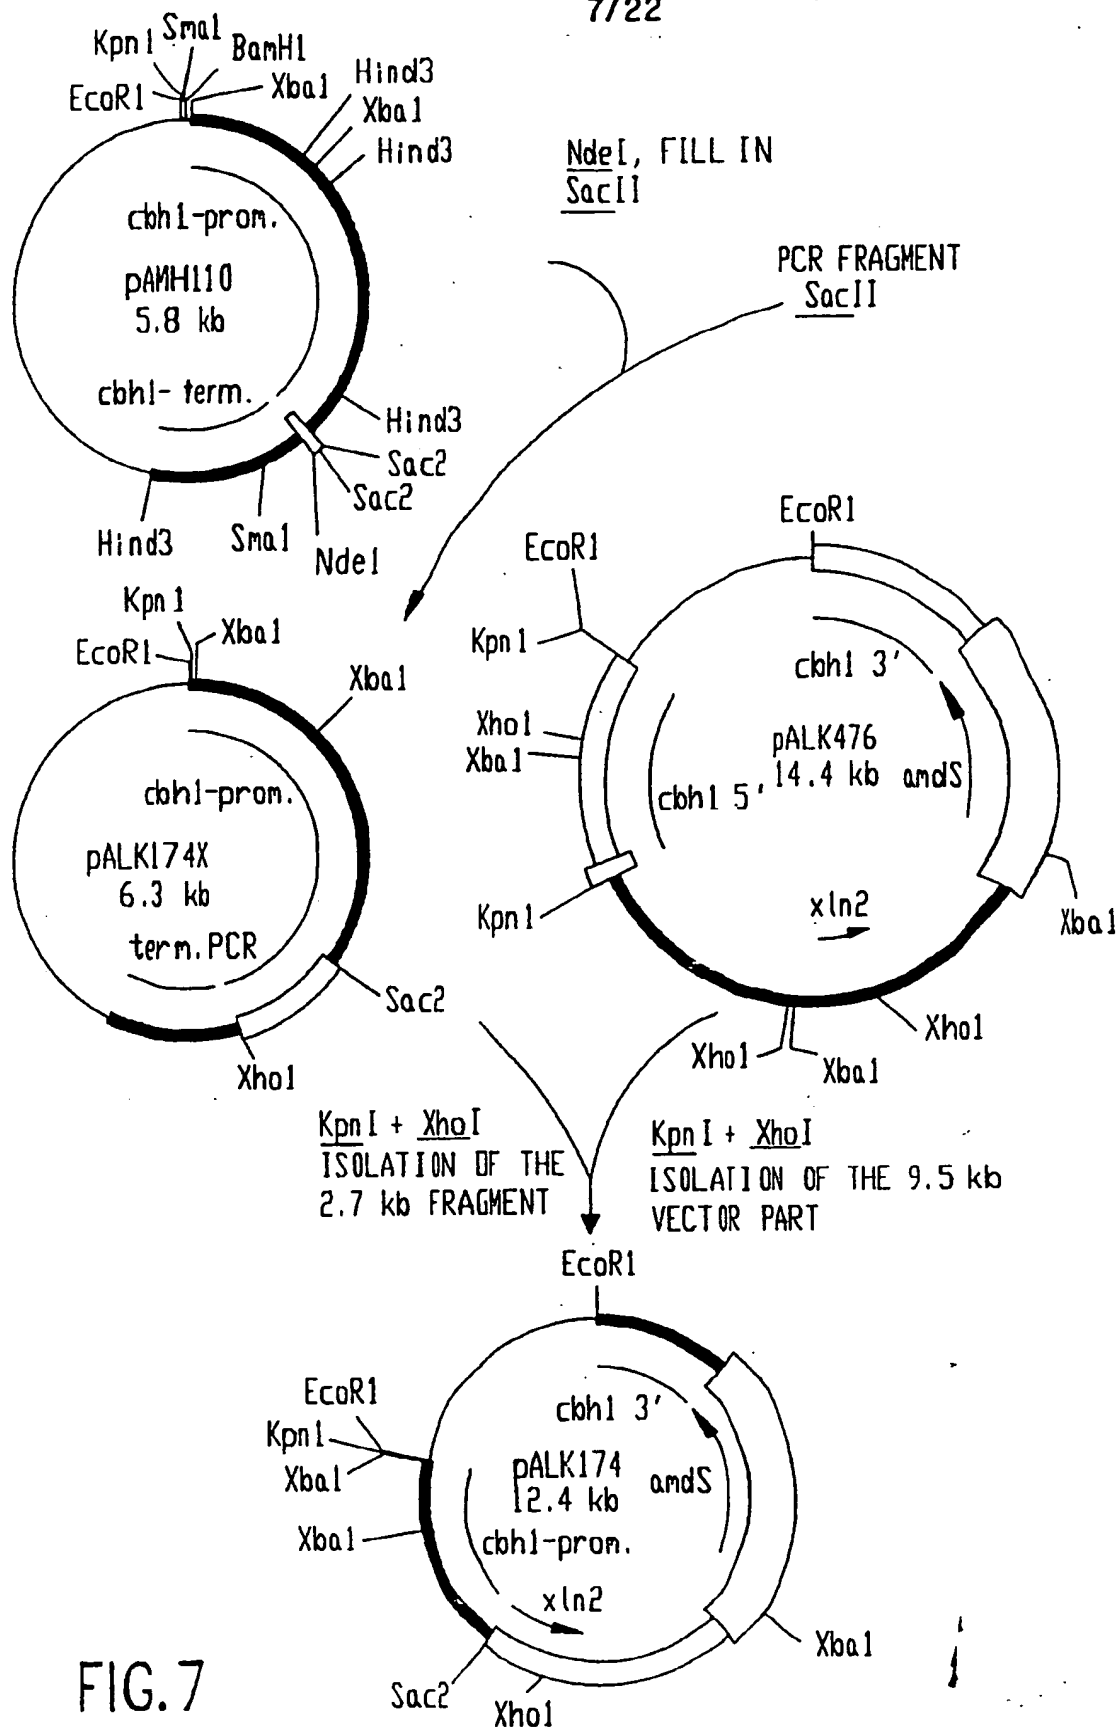 7/22
Kpn1
Sma1
BamH1
EcoR1
Xba1
Hind3
Xba1
Hind3
cbh1-prom.
pAMH110
5.8 kb
cbh1- term.
Hind3
Sac2
Sac2
Hind3
Sma1
Nde1
NdeI, FILL IN
SacII
PCR FRAGMENT
SacII
Kpn1
EcoR1
Xba1
Xba1
cbh1-prom.
pALK174X
6.3 kb
term. PCR
Sac2
Xho1
EcoR1
EcoR1
Kpn1
Xho1
Xba1
cbh1 3'
pALK476
14.4 kb
amdS
cbh1 5'
Kpn1
xln2
Xba1
Xho1
Xho1
Xba1
KpnI + XhoI
ISOLATION OF THE
2.7 kb FRAGMENT
KpnI + XhoI
ISOLATION OF THE 9.5 kb
VECTOR PART
EcoR1
EcoR1
Kpn1
Xba1
Xba1
cbh1 3'
pALK174
12.4 kb
amdS
cbh1-prom.
xln2
Sac2
Xho1
Xba1
FIG.7